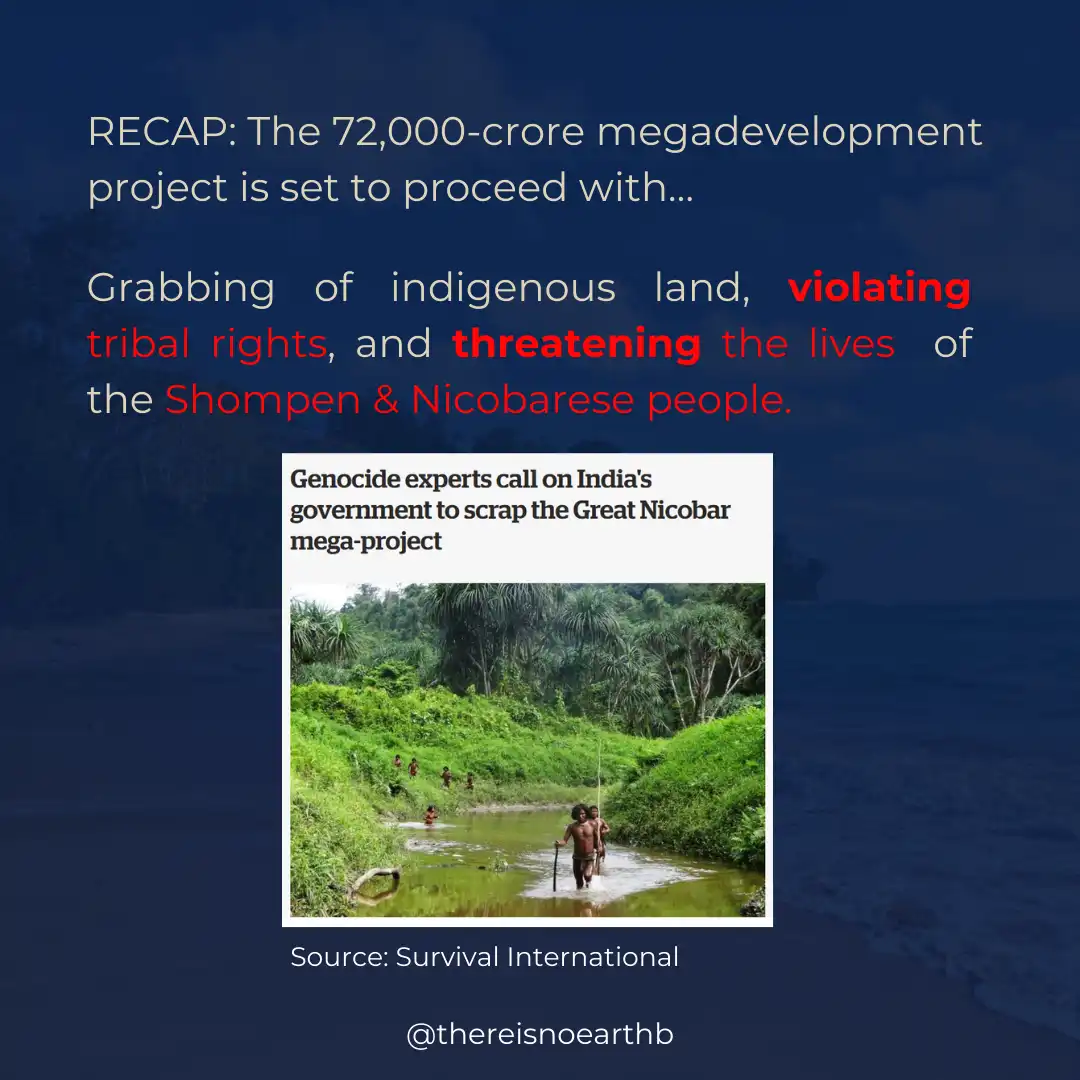 RECAP: The 72,000-crore megadevelopment
project is set to proceed with...
Grabbing of indigenous land, violating
tribal rights, and threatening the lives of
the Shompen & Nicobarese people.
Genocide experts call on India's
government to scrap the Great Nicobar
mega-project
Source: Survival International
@thereisnoearthb